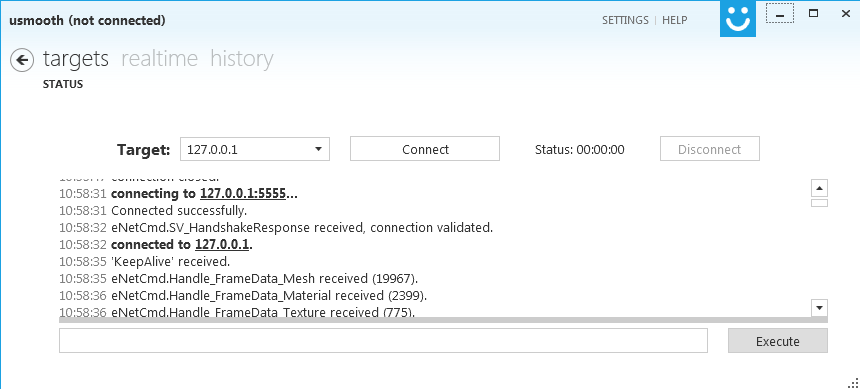 usmooth (not connected)
SETTINGS | HELP
targets realtime history
STATUS
Target: 127.0.0.1 Connect Status: 00:00:00 Disconnect
connection closed.
10:58:31 connecting to 127.0.0.1:5555...
10:58:31 Connected successfully.
10:58:32 eNetCmd.SV_HandshakeResponse received, connection validated.
10:58:32 connected to 127.0.0.1.
10:58:35 'KeepAlive' received.
10:58:35 eNetCmd.Handle_FrameData_Mesh received (19967).
10:58:36 eNetCmd.Handle_FrameData_Material received (2399).
10:58:36 eNetCmd.Handle_FrameData_Texture received (775).
Execute